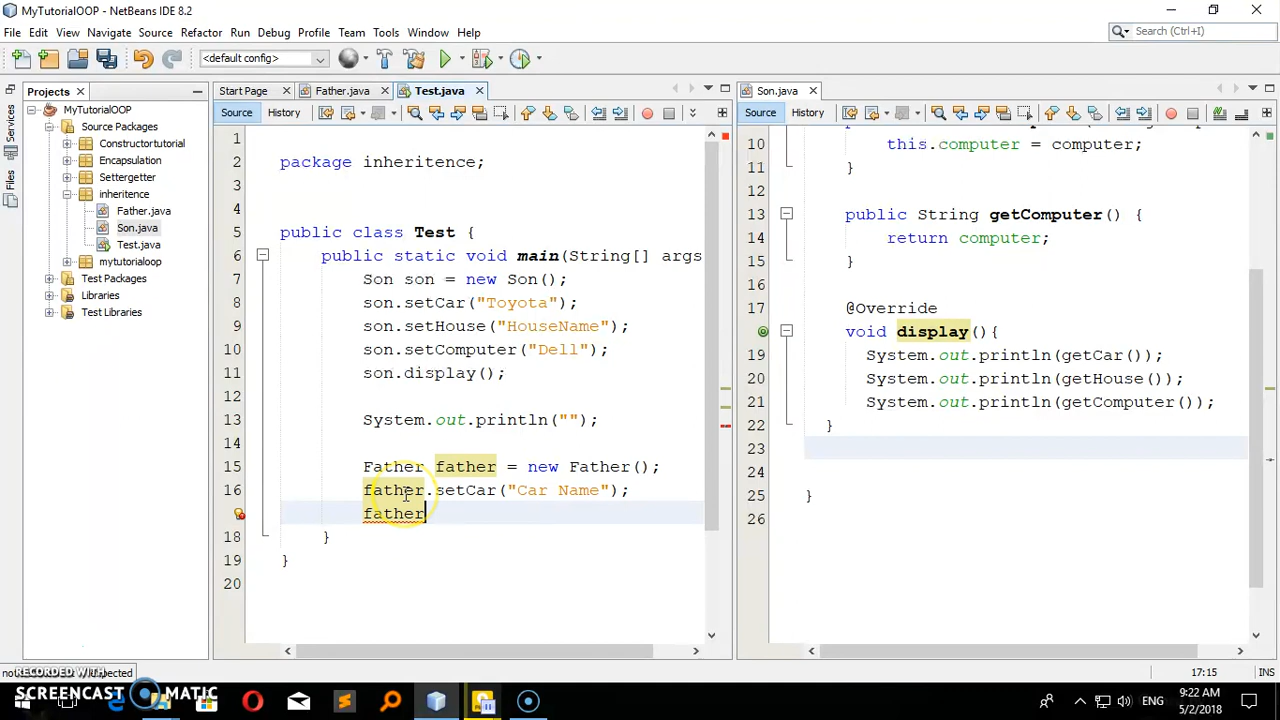 MyTutorialOOP - NetBeans IDE 8.2
File Edit View Navigate Source Refactor Run Debug Profile Team Tools Window Help
Search (Ctrl+I)
<default config>
Projects
Start Page
Father.java
Test.java
Son.java
Services
Files
MyTutorialOOP
Source Packages
Constructortutorial
Encapsulation
Settergetter
inheritence
Father.java
Son.java
Test.java
mytutorialoop
Test Packages
Libraries
Test Libraries
Source History
1
2 package inheritence;
3
4
5 public class Test {
6 public static void main(String[] args
7 Son son = new Son();
8 son.setCar("Toyota");
9 son.setHouse("HouseName");
10 son.setComputer("Dell");
11 son.display();
12
13 System.out.println("");
14
15 Father father = new Father();
16 father.setCar("Car Name");
father
18 }
19 }
20
Source History
10 this.computer = computer;
11 }
12
13 public String getComputer() {
14 return computer;
15 }
16
17 @Override
void display(){
19 System.out.println(getCar());
20 System.out.println(getHouse());
21 System.out.println(getComputer());
22 }
23
24
25 }
26
17:15 INS
RECORDED WITH
SCREENCAST MATIC
ENG
9:22 AM
5/2/2018